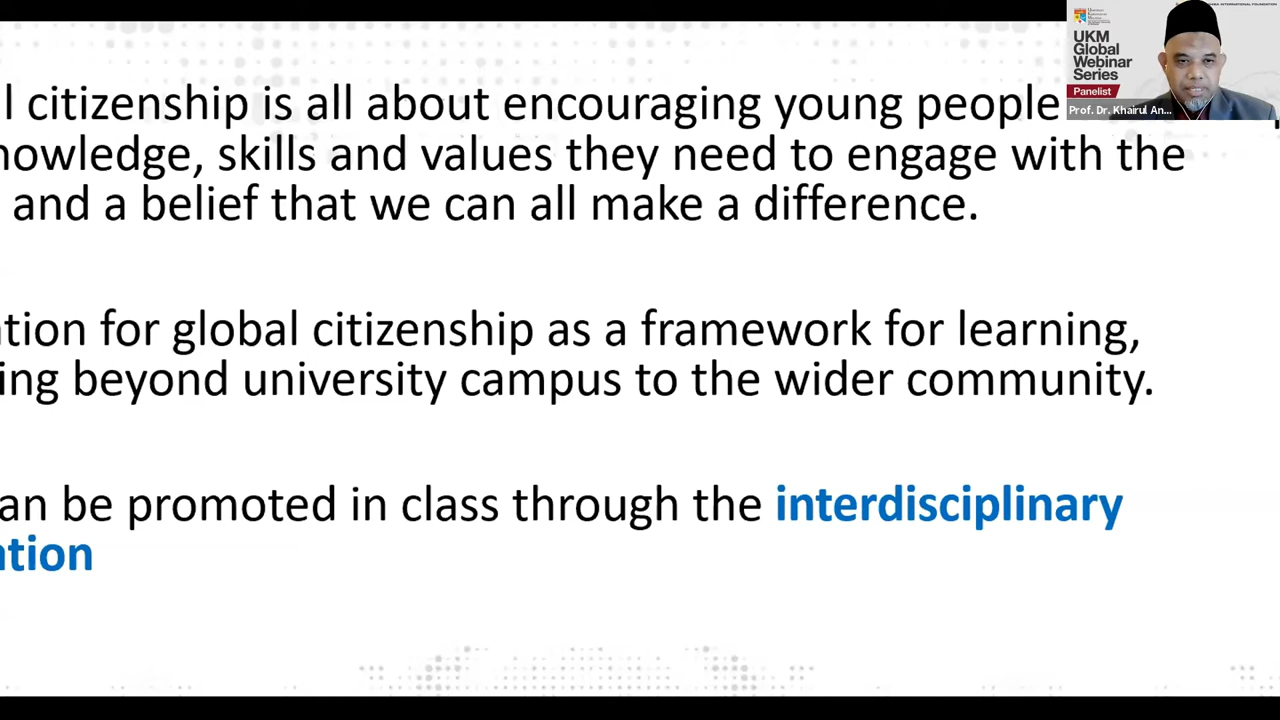 l citizenship is all about encouraging young people
nowledge, skills and values they need to engage with the
and a belief that we can all make a difference.
ation for global citizenship as a framework for learning,
ing beyond university campus to the wider community.
an be promoted in class through the interdisciplinary
ation
UKM
Global
Webinar
Series
Panelist
Prof. Dr. Khairul An...